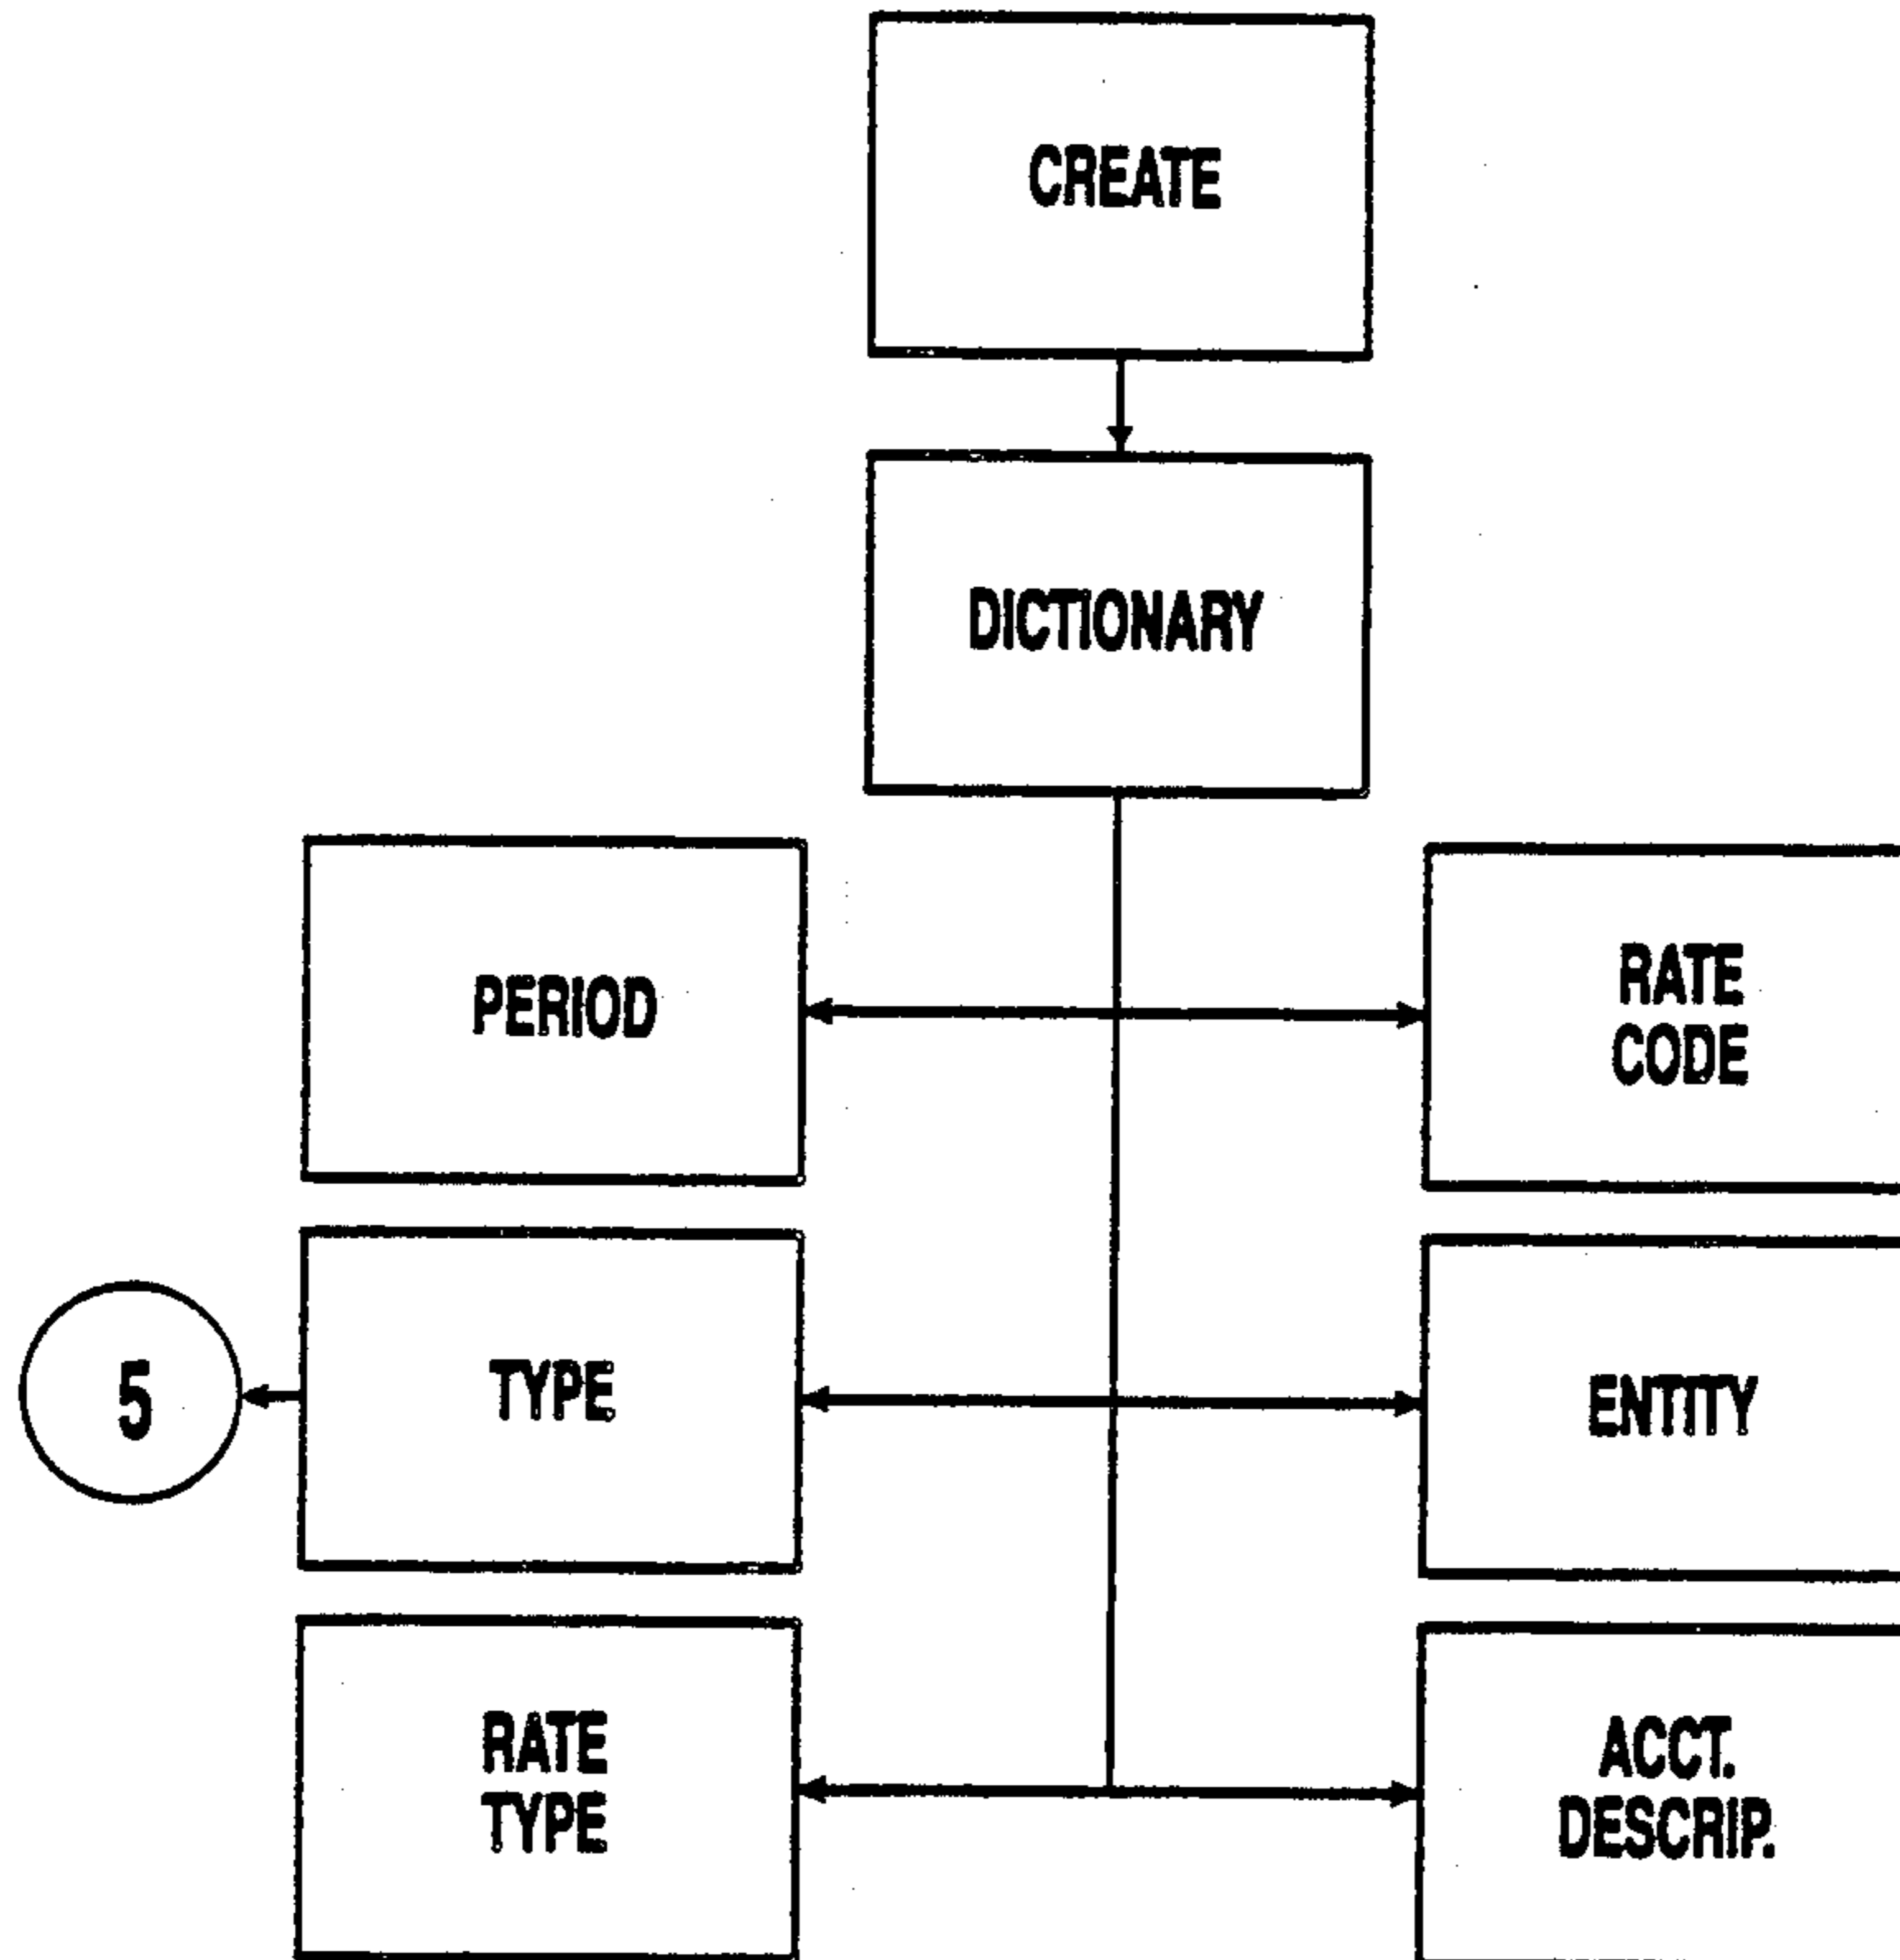 CREATE
DICTIONARY
PERIOD
RATE
CODE
5
TYPE
ENTITY
RATE
TYPE
ACCT.
DESCRIP.